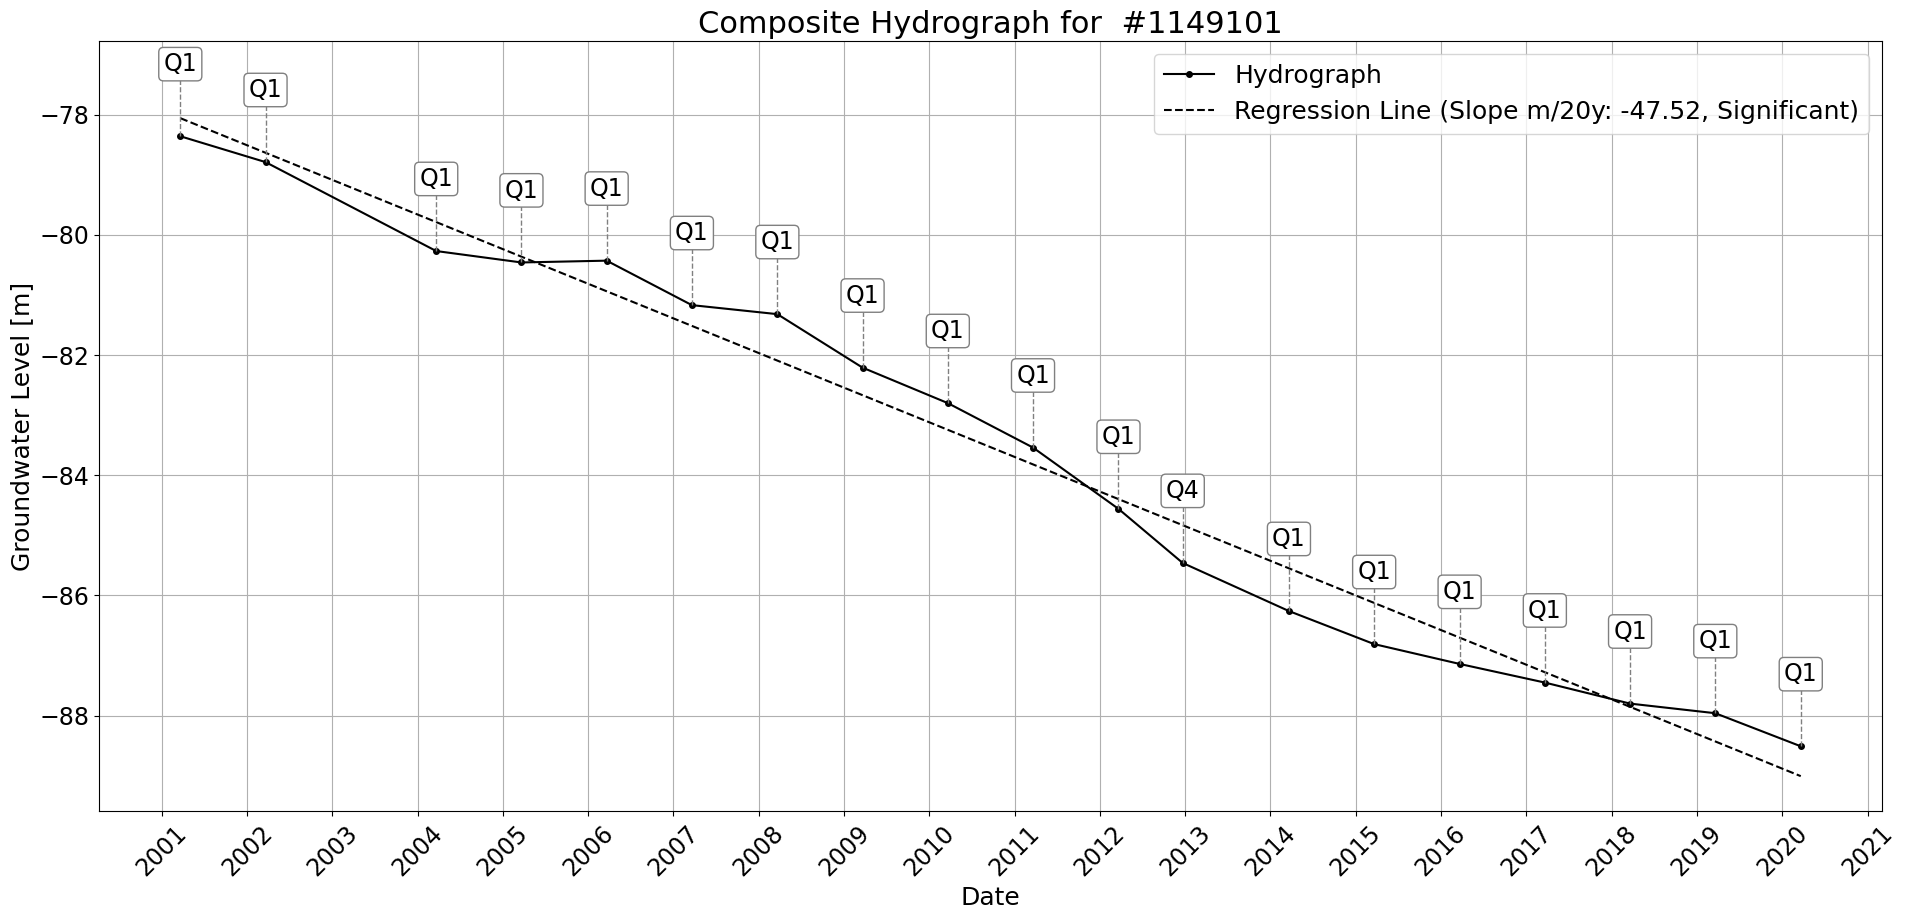 Composite Hydrograph for  #1149101
Hydrograph
Regression Line (Slope m/20y: -47.52, Significant)
Q1
Q1
Q1
Q1
Q1
Q1
Q1
Q1
Q1
Q1
Q1
Q4
Q1
Q1
Q1
Q1
Q1
Q1
Q1
Groundwater Level [m]
−78
−80
−82
−84
−86
−88
2001
2002
2003
2004
2005
2006
2007
2008
2009
2010
2011
2012
2013
2014
2015
2016
2017
2018
2019
2020
2021
Date